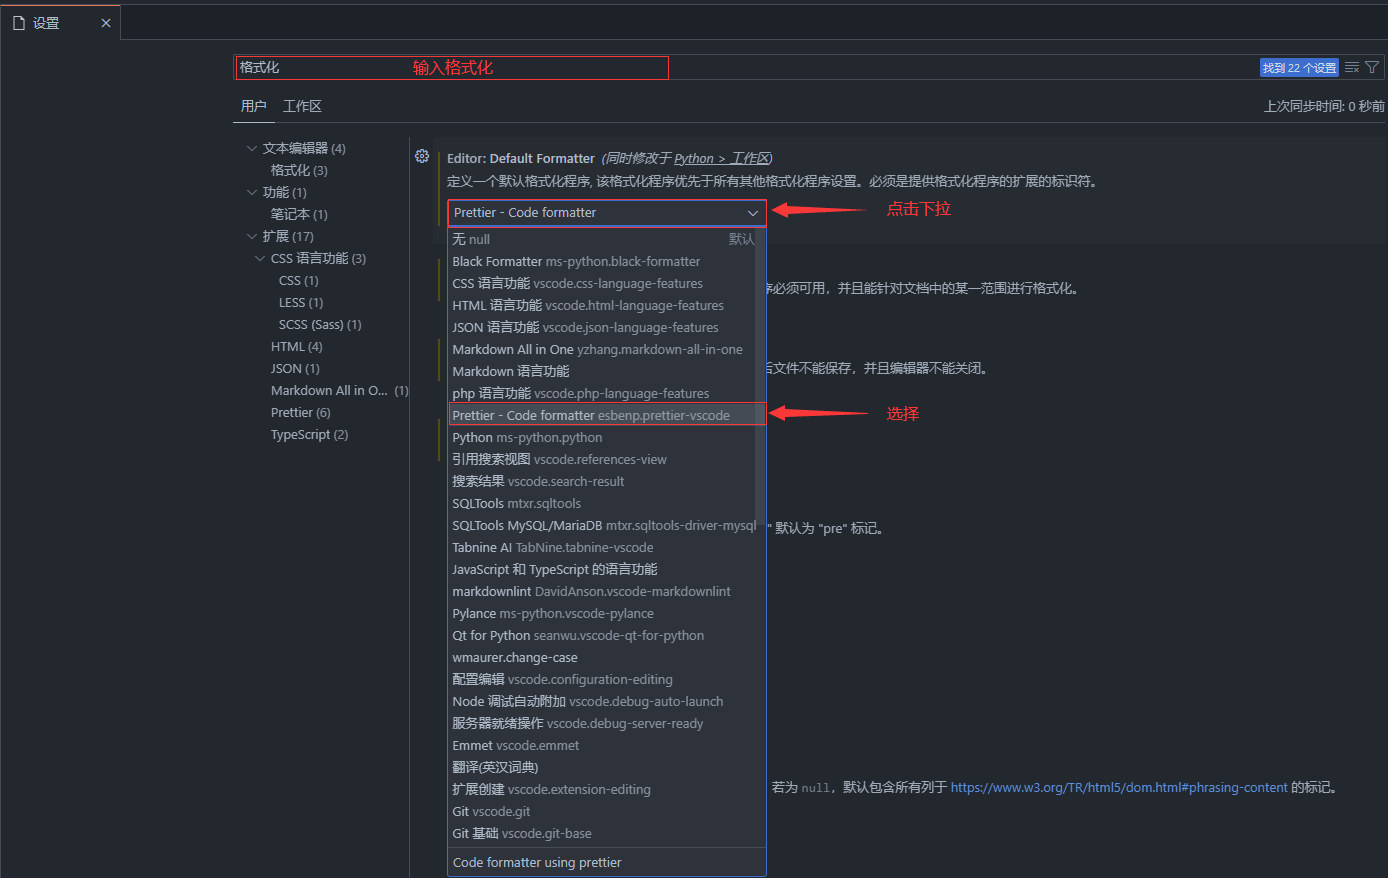 设置
格式化
输入格式化
找到 22 个设置
用户
工作区
上次同步时间: 0 秒前
文本编辑器 (4)
格式化 (3)
功能 (1)
笔记本 (1)
扩展 (17)
CSS 语言功能 (3)
CSS (1)
LESS (1)
SCSS (Sass) (1)
HTML (4)
JSON (1)
Markdown All in O... (1)
Prettier (6)
TypeScript (2)
Editor: Default Formatter (同时修改于 Python > 工作区)
定义一个默认格式化程序, 该格式化程序优先于所有其他格式化程序设置。必须是提供格式化程序的扩展的标识符。
Prettier - Code formatter
点击下拉
无 null 默认
Black Formatter ms-python.black-formatter
CSS 语言功能 vscode.css-language-features
必须可用，并且能针对文档中的某一范围进行格式化。
HTML 语言功能 vscode.html-language-features
JSON 语言功能 vscode.json-language-features
Markdown All in One yzhang.markdown-all-in-one
Markdown 语言功能
文件不能保存，并且编辑器不能关闭。
php 语言功能 vscode.php-language-features
Prettier - Code formatter esbenp.prettier-vscode
选择
Python ms-python.python
引用搜索视图 vscode.references-view
搜索结果 vscode.search-result
SQLTools mtxr.sqltools
SQLTools MySQL/MariaDB mtxr.sqltools-driver-mysql
" 默认为 "pre" 标记。
Tabnine AI TabNine.tabnine-vscode
JavaScript 和 TypeScript 的语言功能
markdownlint DavidAnson.vscode-markdownlint
Pylance ms-python.vscode-pylance
Qt for Python seanwu.vscode-qt-for-python
wmaurer.change-case
配置编辑 vscode.configuration-editing
Node 调试自动附加 vscode.debug-auto-launch
服务器就绪操作 vscode.debug-server-ready
Emmet vscode.emmet
翻译(英汉词典)
扩展创建 vscode.extension-editing
若为 null，默认包含所有列于 https://www.w3.org/TR/html5/dom.html#phrasing-content 的标记。
Git vscode.git
Git 基础 vscode.git-base
Code formatter using prettier